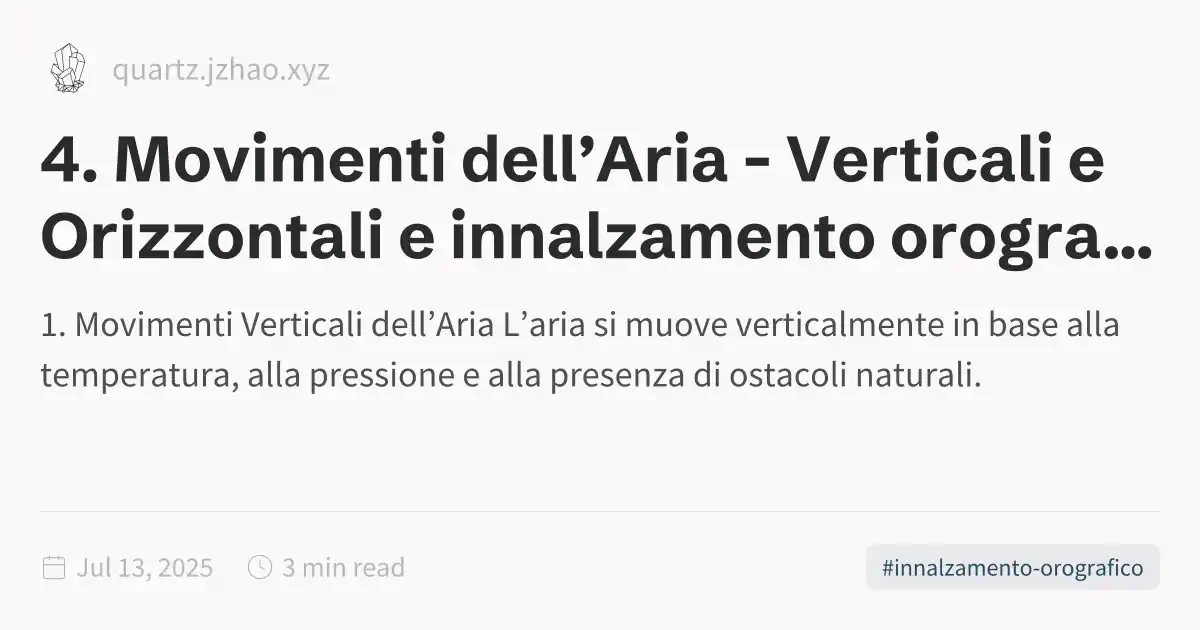 quartz.jzhao.xyz
4. Movimenti dell’Aria - Verticali e
Orizzontali e innalzamento orogra...
1. Movimenti Verticali dell’Aria L’aria si muove verticalmente in base alla
temperatura, alla pressione e alla presenza di ostacoli naturali.
Jul 13, 2025
3 min read
#innalzamento-orografico